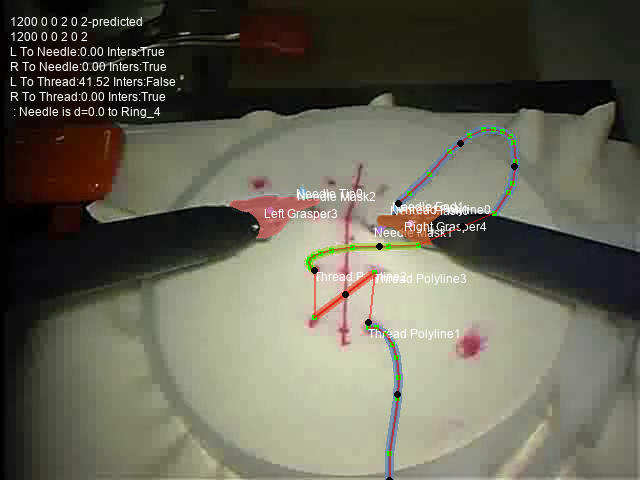 1200 0 0 2 0 2-predicted
1200 0 0 2 0 2
L To Needle:0.00 Inters:True
R To Needle:0.00 Inters:True
L To Thread:41.52 Inters:False
R To Thread:0.00 Inters:True
: Needle is d=0.0 to Ring_4
Needle Tip0
Needle Mask2
Left Grasper3
Needle End1
Right Grasper4
Needle Mask1
Thread Polyline2
Thread Polyline3
Thread Polyline1